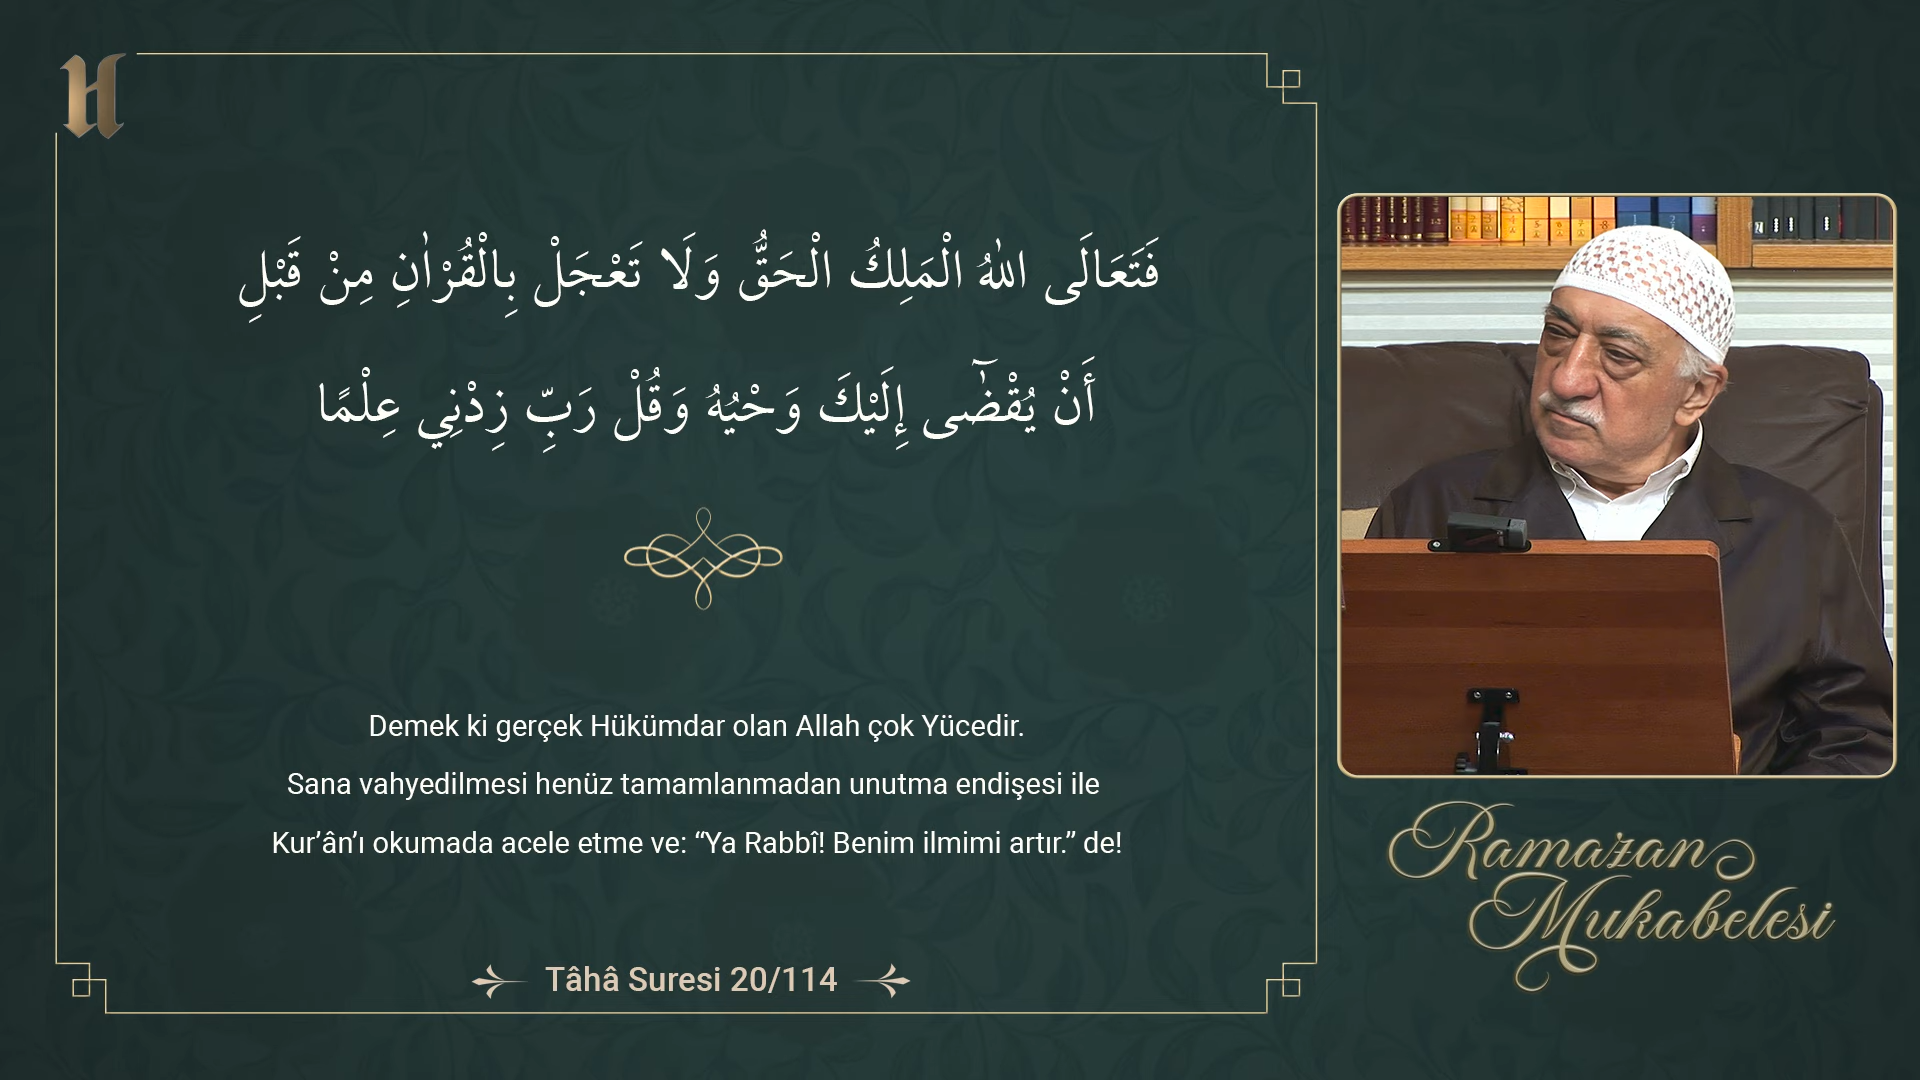 فَتَعَالَى اللهُ الْمَلِكُ الْحَقُّ وَلَا تَعْجَلْ بِالْقُرْاٰنِ مِنْ قَبْلِ
أَنْ يُقْضٰٓى إِلَيْكَ وَحْيُهُ وَقُلْ رَبِّ زِدْنِي عِلْمًا
Demek ki gerçek Hükümdar olan Allah çok Yücedir.
Sana vahyedilmesi henüz tamamlanmadan unutma endişesi ile
Kur’ân’ı okumada acele etme ve: “Ya Rabbî! Benim ilmimi artır.” de!
Tâhâ Suresi 20/114
Ramazan
Mukabelesi